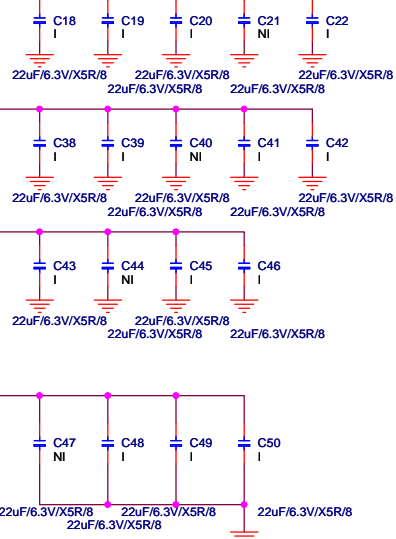 C18 C19 C20 C21 C22
I I I NI I
22uF/6.3V/X5R/8 22uF/6.3V/X5R/8 22uF/6.3V/X5R/8
22uF/6.3V/X5R/8 22uF/6.3V/X5R/8
C38 C39 C40 C41 C42
I I NI I I
22uF/6.3V/X5R/8 22uF/6.3V/X5R/8 22uF/6.3V/X5R/8
22uF/6.3V/X5R/8 22uF/6.3V/X5R/8
C43 C44 C45 C46
I NI I I
22uF/6.3V/X5R/8 22uF/6.3V/X5R/8
22uF/6.3V/X5R/8 22uF/6.3V/X5R/8
C47 C48 C49 C50
NI I I I
22uF/6.3V/X5R/8 22uF/6.3V/X5R/8 22uF/6.3V/X5R/8
22uF/6.3V/X5R/8